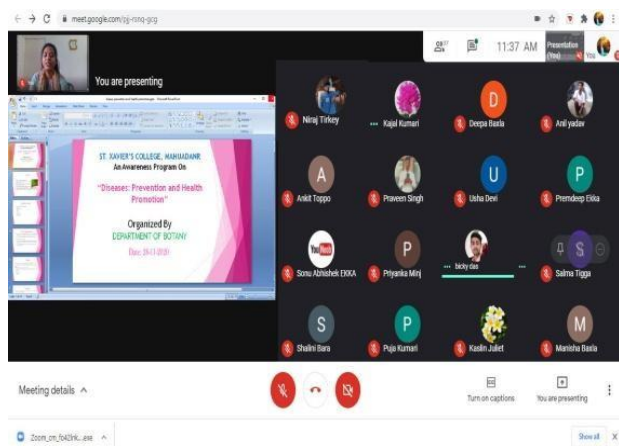 meet.google.com/pjj-rsnq-gcg
11:37 AM
Presentation
(You)
You
You are presenting
ST. XAVIER'S COLLEGE, MAHUADANR
An Awareness Program On
"Diseases: Prevention and Health
Promotion"
Organized By
DEPARTMENT OF BOTANY
Date: 28-11-2020
Niraj Tirkey
Kajal Kumari
Deepa Baxla
Anil yadav
A
Ankit Toppo
Praveen Singh
U
Usha Devi
P
Premdeep Ekka
Sonu Abhishek EKKA
P
Priyanka Minj
bicky das
S
Salma Tigga
S
Shalini Bara
P
Puja Kumari
Kaslin Juliet
M
Manisha Baxla
D
Meeting details
Turn on captions
You are presenting
Show all